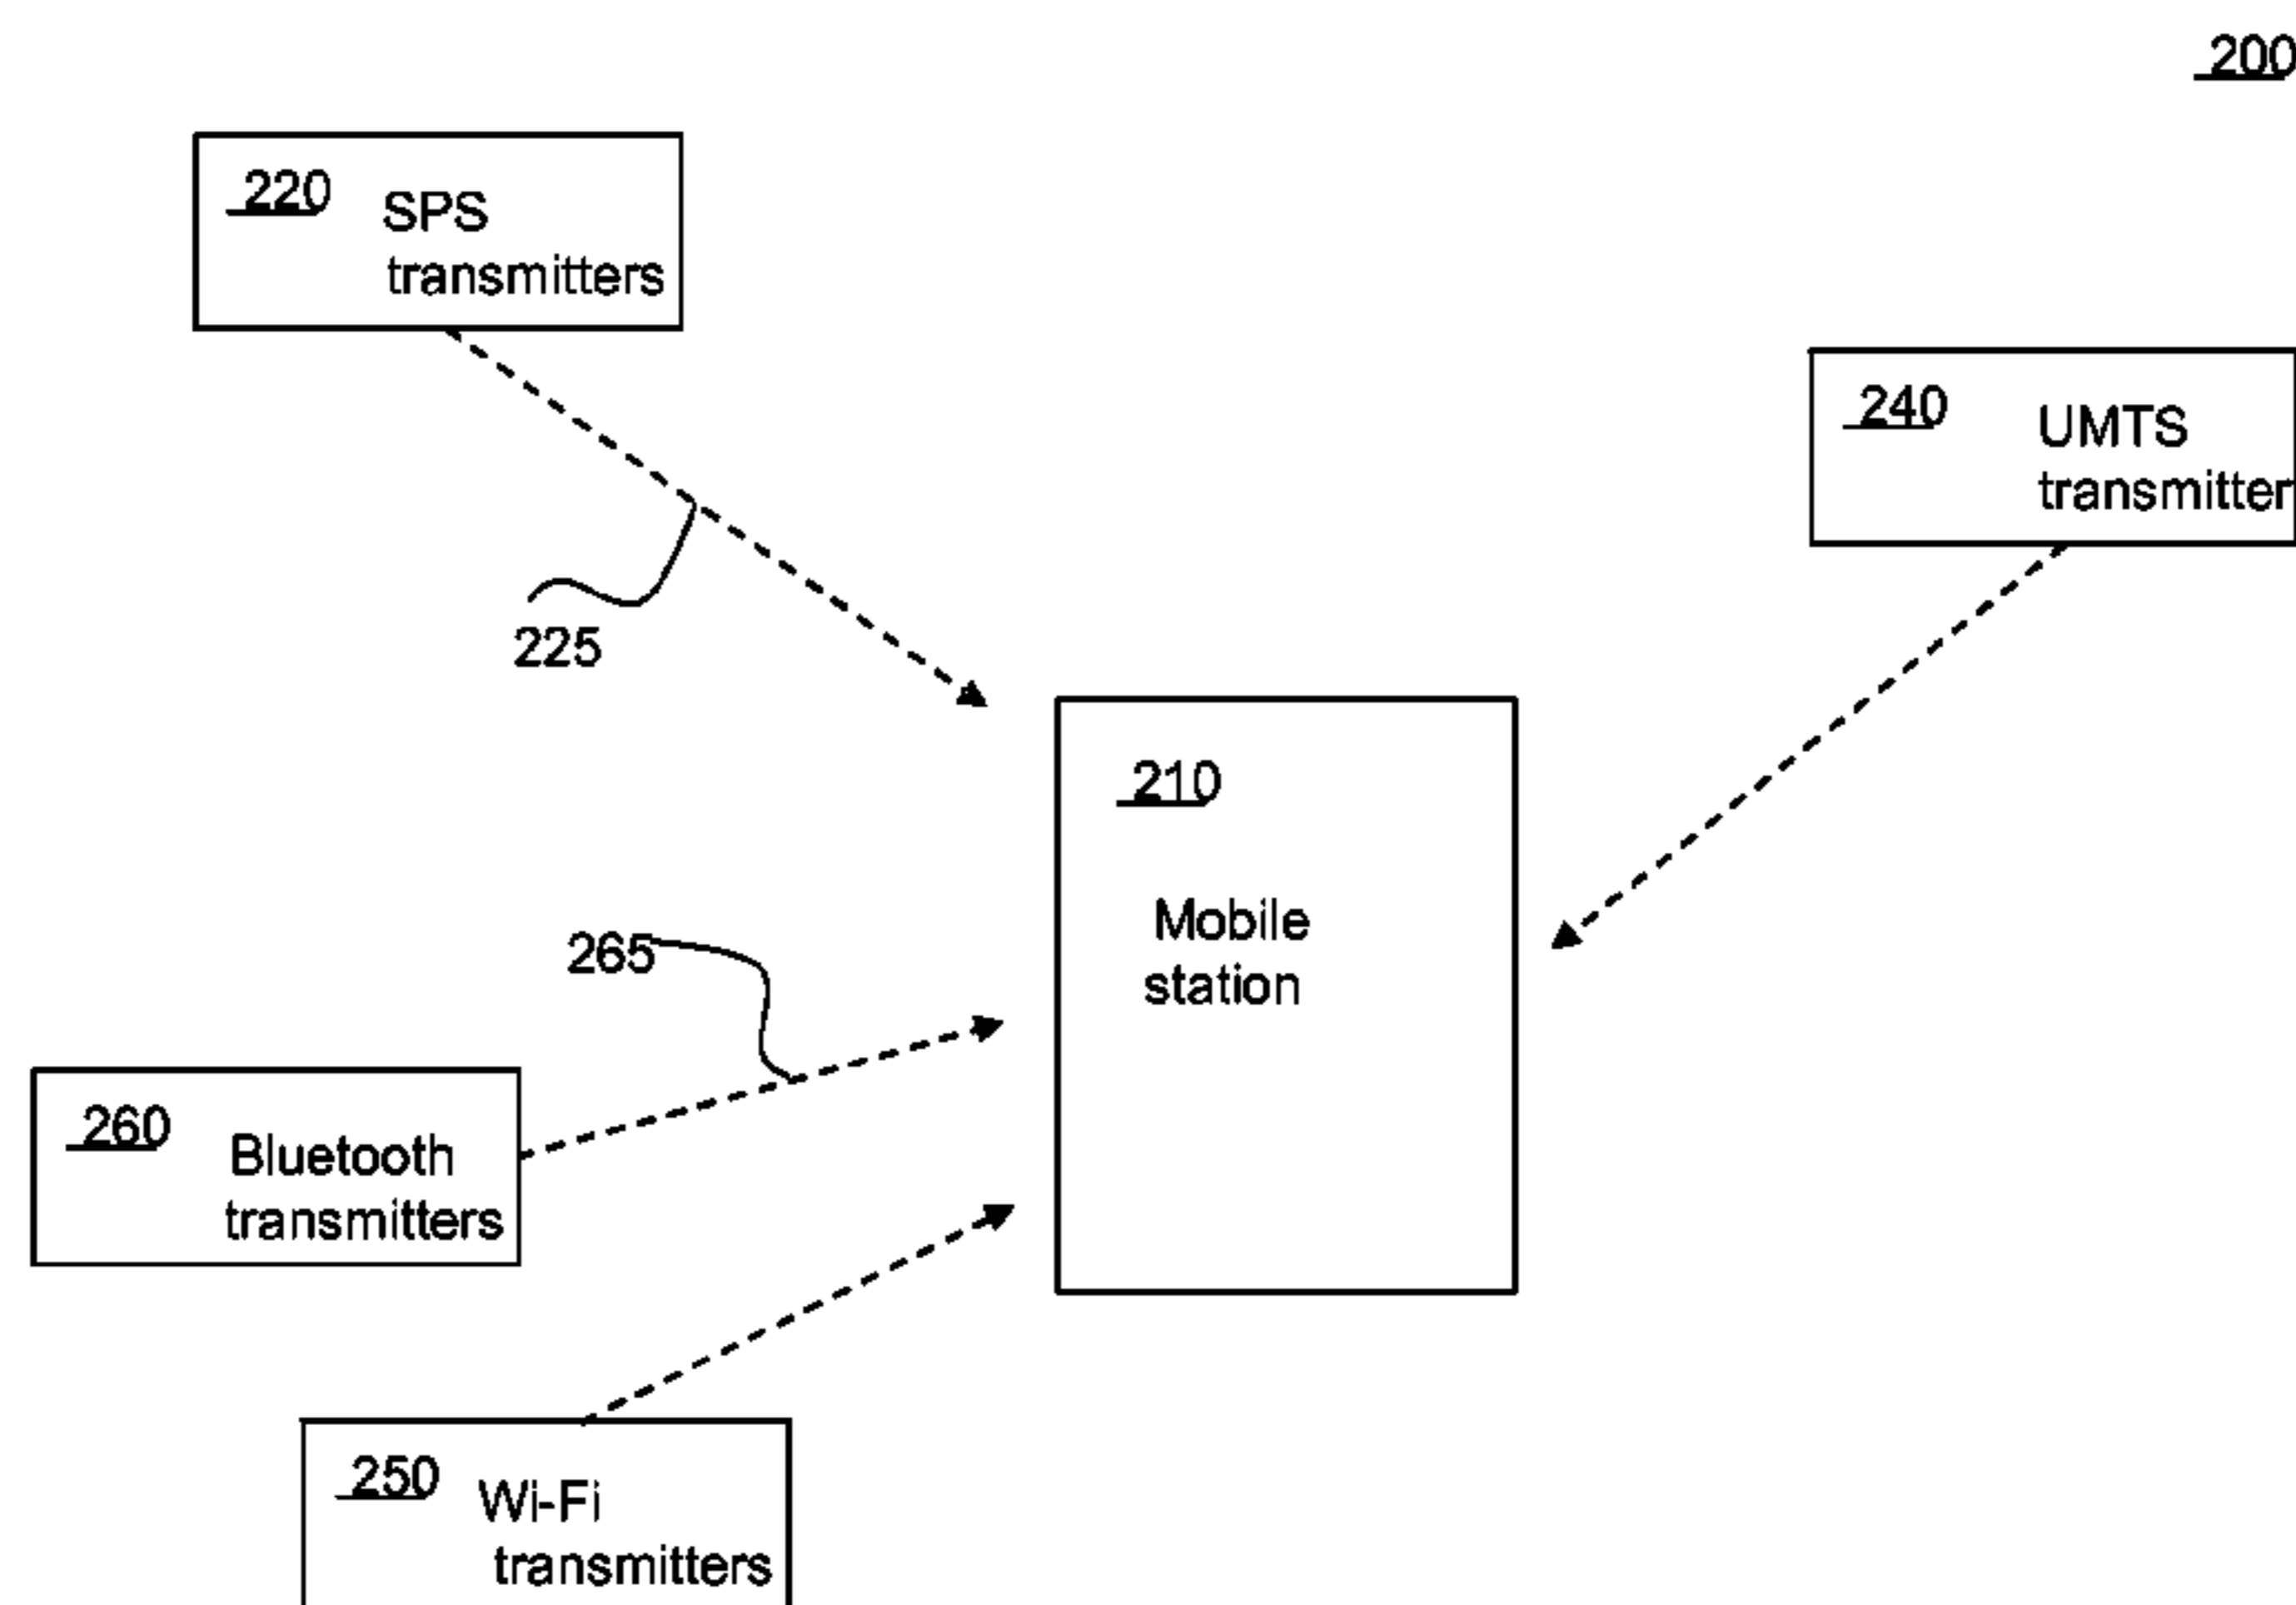 200
220
SPS
transmitters
240
UMTS
transmitter
225
210
Mobile
station
265
260
Bluetooth
transmitters
250
Wi-Fi
transmitters